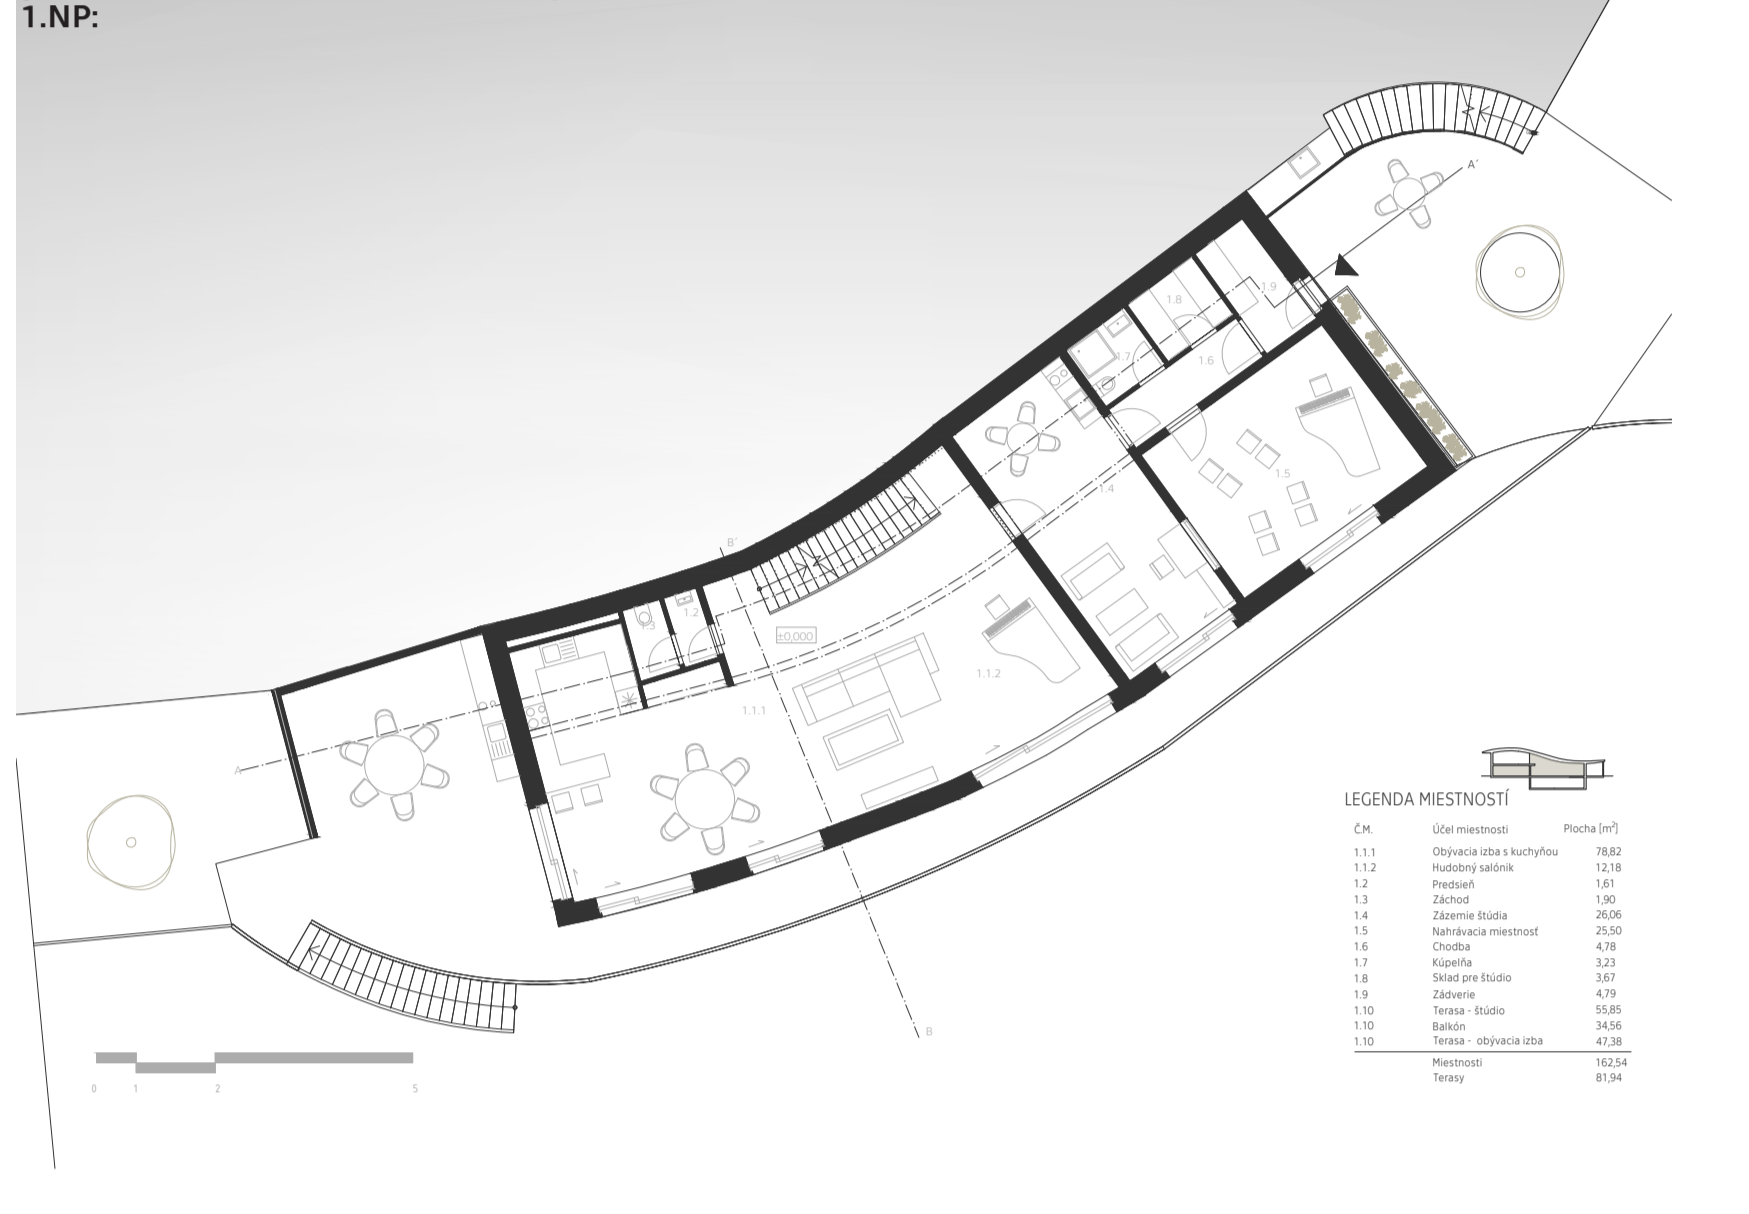 1.NP:
A´
1.9
1.8
1.7
1.6
1.5
1.4
B´
1.2
1.3
±0,000
1.1.2
1.1.1
A
B
0 1 2 5
LEGENDA MIESTNOSTÍ
Č.M. Účel miestnosti Plocha [m²]
1.1.1 Obývacia izba s kuchyňou 78,82
1.1.2 Hudobný salónik 12,18
1.2 Predsieň 1,61
1.3 Záchod 1,90
1.4 Zázemie štúdia 26,06
1.5 Nahrávacia miestnosť 25,50
1.6 Chodba 4,78
1.7 Kúpelňa 3,23
1.8 Sklad pre štúdio 3,67
1.9 Zádverie 4,79
1.10 Terasa - štúdio 55,85
1.10 Balkón 34,56
1.10 Terasa - obývacia izba 47,38
Miestnosti 162,54
Terasy 81,94